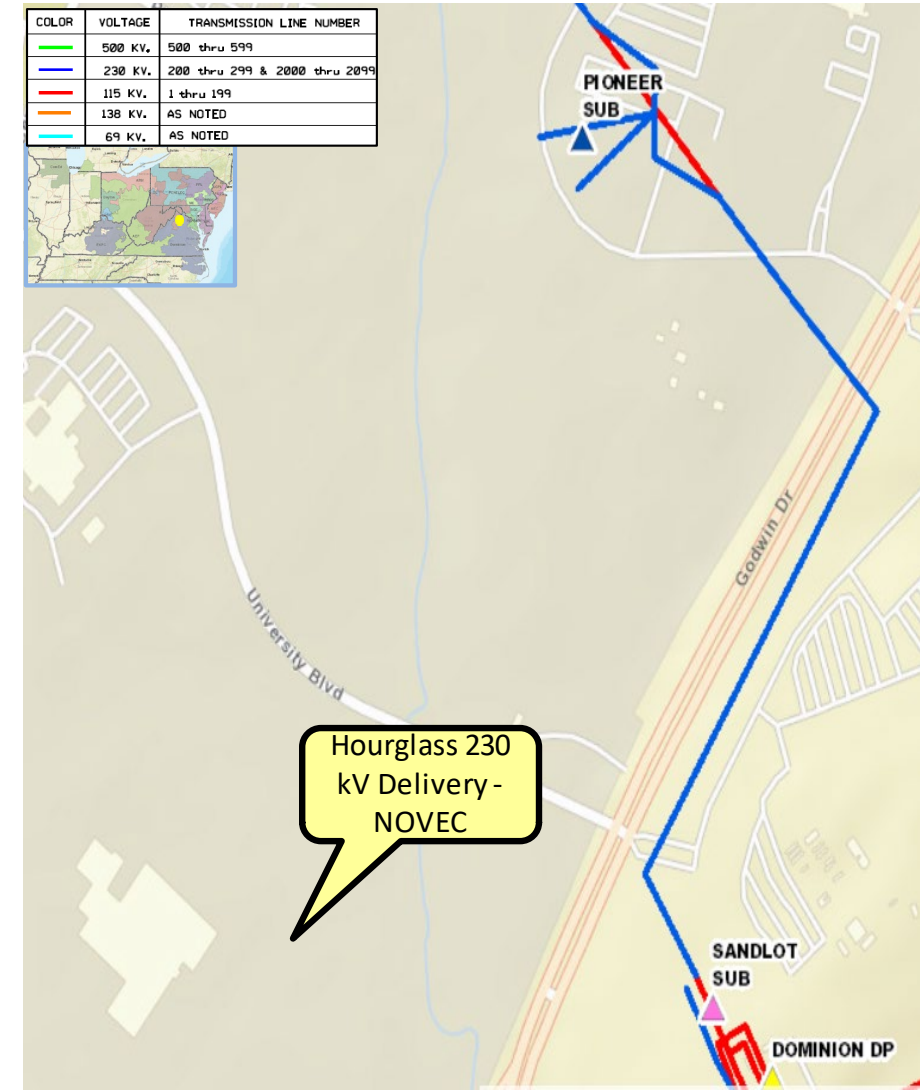 COLOR VOLTAGE TRANSMISSION LINE NUMBER
500 KV. 500 thru 599
230 KV. 200 thru 299 & 2000 thru 2099
115 KV. 1 thru 199
138 KV. AS NOTED
69 KV. AS NOTED
PIONEER
SUB
Godwin Dr
University Blvd
Hourglass 230
kV Delivery -
NOVEC
SANDLOT
SUB
DOMINION DP